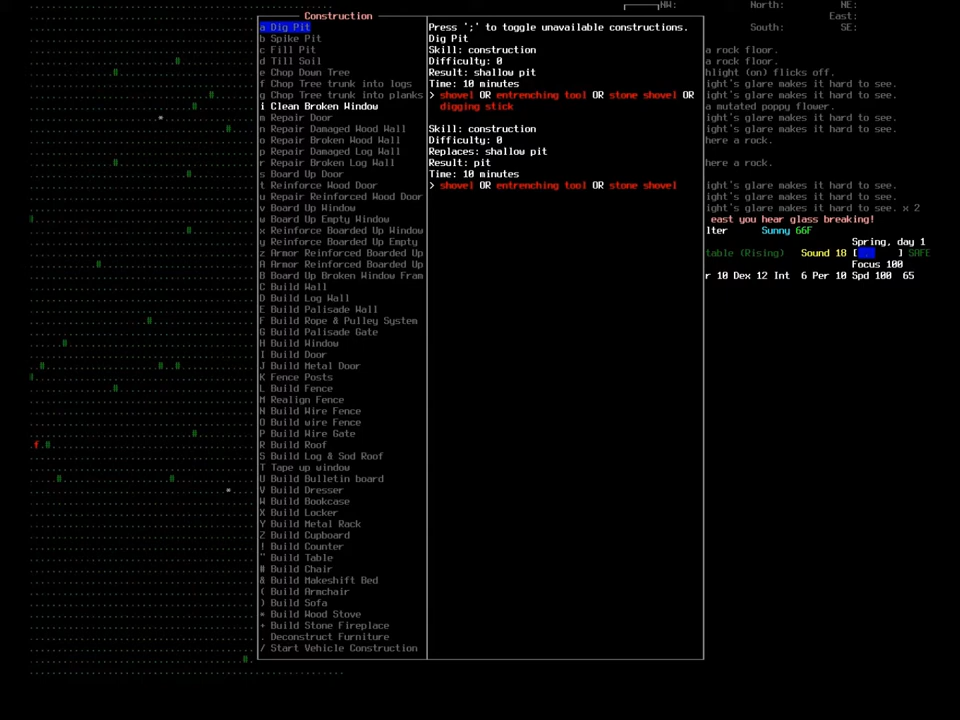 Construction
NW: North: NE:
East:
South: SE:
a Dig Pit
b Spike Pit
c Fill Pit
d Till Soil
e Chop Down Tree
f Chop Tree trunk into logs
g Chop Tree trunk into planks
i Clean Broken Window
m Repair Door
n Repair Damaged Wood Wall
o Repair Broken Wood Wall
p Repair Damaged Log Wall
r Repair Broken Log Wall
s Board Up Door
t Reinforce Wood Door
u Repair Reinforced Wood Door
v Board Up Window
w Board Up Empty Window
x Reinforce Boarded Up Window
y Reinforce Boarded Up Empty
z Armor Reinforced Boarded Up
A Armor Reinforced Boarded Up
B Board Up Broken Window Fram
C Build Wall
D Build Log Wall
E Build Palisade Wall
F Build Rope & Pulley System
G Build Palisade Gate
H Build Window
I Build Door
J Build Metal Door
K Fence Posts
L Build Fence
M Realign Fence
N Build Wire Fence
O Build wire Fence
P Build Wire Gate
R Build Roof
S Build Log & Sod Roof
T Tape up window
U Build Bulletin board
V Build Dresser
W Build Bookcase
X Build Locker
Y Build Metal Rack
Z Build Cupboard
! Build Counter
" Build Table
# Build Chair
& Build Makeshift Bed
( Build Armchair
) Build Sofa
* Build Wood Stove
+ Build Stone Fireplace
. Deconstruct Furniture
/ Start Vehicle Construction
Press ';' to toggle unavailable constructions.
Dig Pit
Skill: construction
Difficulty: 0
Result: shallow pit
Time: 10 minutes
> shovel OR entrenching tool OR stone shovel OR
digging stick
Skill: construction
Difficulty: 0
Replaces: shallow pit
Result: pit
Time: 10 minutes
> shovel OR entrenching tool OR stone shovel
a rock floor.
a rock floor.
hlight (on) flicks off.
ight's glare makes it hard to see.
ight's glare makes it hard to see.
a mutated poppy flower.
ight's glare makes it hard to see.
here a rock.
here a rock.
ight's glare makes it hard to see.
ight's glare makes it hard to see.
ight's glare makes it hard to see. x 2
east you hear glass breaking!
lter Sunny 66F
Spring, day 1
table (Rising) Sound 18 [ ] SAFE
Focus 100
r 10 Dex 12 Int 6 Per 10 Spd 100 65